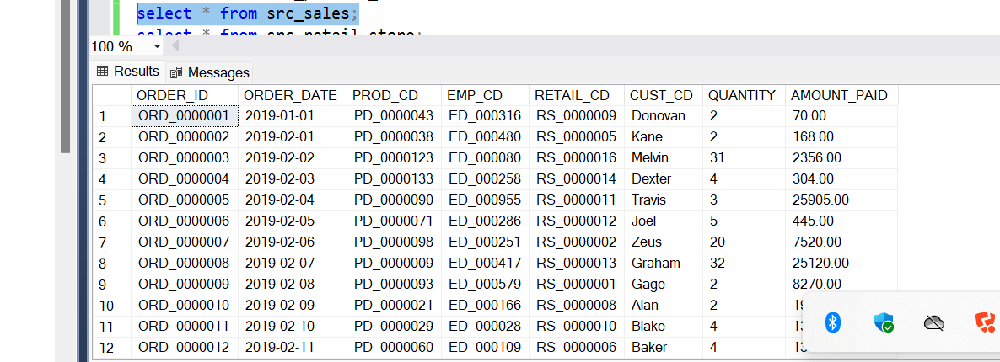 select * from src_sales;
select * from src_retail_store;
100 %
Results Messages
ORDER_ID ORDER_DATE PROD_CD EMP_CD RETAIL_CD CUST_CD QUANTITY AMOUNT_PAID
1 ORD_0000001 2019-01-01 PD_0000043 ED_000316 RS_0000009 Donovan 2 70.00
2 ORD_0000002 2019-02-01 PD_0000038 ED_000480 RS_0000005 Kane 2 168.00
3 ORD_0000003 2019-02-02 PD_0000123 ED_000080 RS_0000016 Melvin 31 2356.00
4 ORD_0000004 2019-02-03 PD_0000133 ED_000258 RS_0000014 Dexter 4 304.00
5 ORD_0000005 2019-02-04 PD_0000090 ED_000955 RS_0000011 Travis 3 25905.00
6 ORD_0000006 2019-02-05 PD_0000071 ED_000286 RS_0000012 Joel 5 445.00
7 ORD_0000007 2019-02-06 PD_0000098 ED_000251 RS_0000002 Zeus 20 7520.00
8 ORD_0000008 2019-02-07 PD_0000009 ED_000417 RS_0000013 Graham 32 25120.00
9 ORD_0000009 2019-02-08 PD_0000093 ED_000579 RS_0000001 Gage 2 8270.00
10 ORD_0000010 2019-02-09 PD_0000021 ED_000166 RS_0000008 Alan 2
11 ORD_0000011 2019-02-10 PD_0000029 ED_000028 RS_0000010 Blake 4
12 ORD_0000012 2019-02-11 PD_0000060 ED_000109 RS_0000006 Baker 4